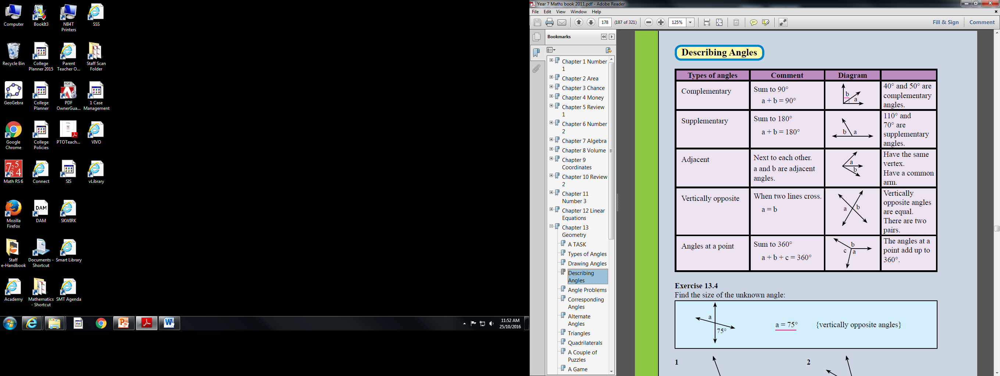 Computer
BookIt3
NB4T
Printers
SSS
Recycle Bin
College
Planner 2015
Parent
Teacher O...
Staff Scan
Folder
GeoGebra
College
Planner
PDF
PDF
OwnerGua...
1 Case
Management
Google
Chrome
College
Policies
PTOTeach...
VIVO
Math RS 6
Connect
SIS
vLibrary
Mozilla
Firefox
DAM
DAM
SKWIRK
Staff
e-Handbook
Documents -
Shortcut
Smart Library
Academy
Mathematics
- Shortcut
SMT Agenda
11:52 AM
25/10/2016
Year 7 Maths book 2011.pdf - Adobe Reader
File Edit View Window Help
178 (187 of 321) 125% Fill & Sign Comment
Bookmarks
Chapter 1 Number
1
Chapter 2 Area
Chapter 3 Chance
Chapter 4 Money
Chapter 5 Review
1
Chapter 6 Number
2
Chapter 7 Algebra
Chapter 8 Volume
Chapter 9
Coordinates
Chapter 10 Review
2
Chapter 11
Number 3
Chapter 12 Linear
Equations
Chapter 13
Geometry
A TASK
Types of Angles
Drawing Angles
Describing
Angles
Angle Problems
Corresponding
Angles
Alternate
Angles
Triangles
Quadrilaterals
A Couple of
Puzzles
A Game
Describing Angles
Types of angles Comment Diagram
Complementary
Sum to 90°
a + b = 90°
b
a
40° and 50° are
complementary
angles.
Supplementary
Sum to 180°
a + b = 180°
b a
110° and
70° are
supplementary
angles.
Adjacent
Next to each other.
a and b are adjacent
angles.
a
b
Have the same
vertex.
Have a common
arm.
Vertically opposite
When two lines cross.
a = b
a b
Vertically
opposite angles
are equal.
There are two
pairs.
Angles at a point
Sum to 360°
a + b + c = 360°
b
c a
The angles at a
point add up to
360°.
Exercise 13.4
Find the size of the unknown angle:
a
75°
a = 75° {vertically opposite angles}
1 2